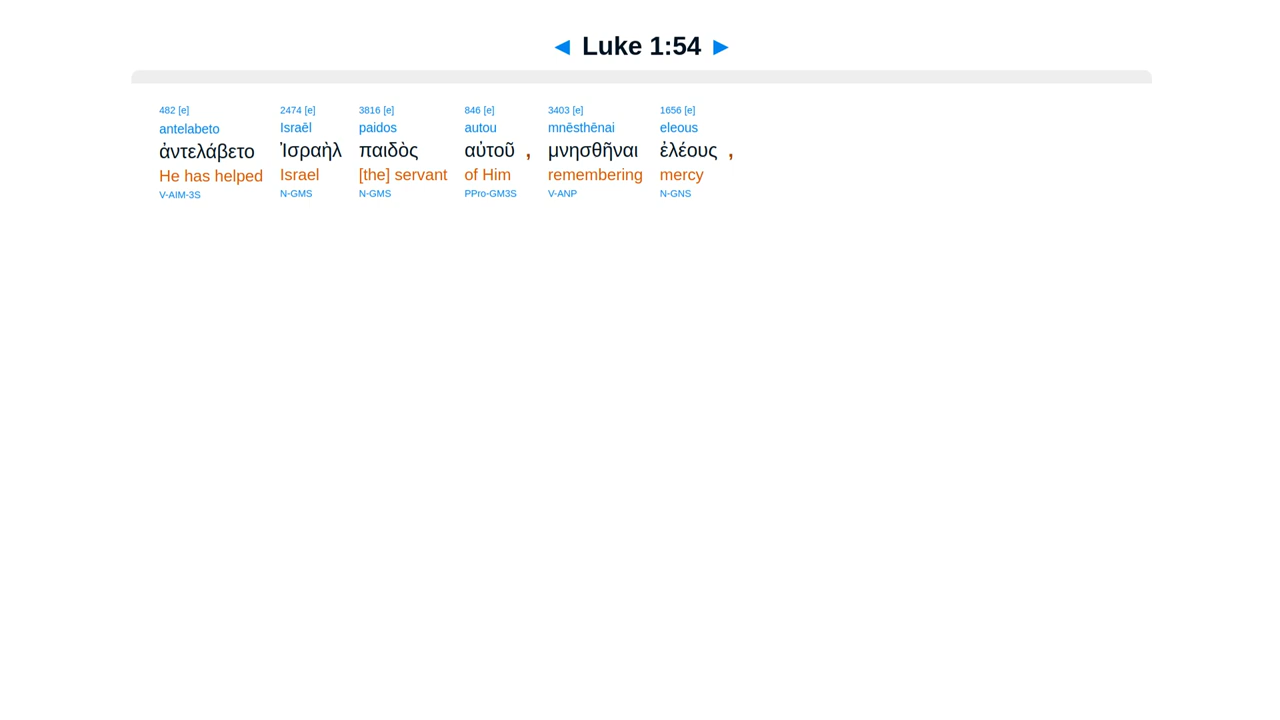 ◄ Luke 1:54 ►
482 [e] 2474 [e] 3816 [e] 846 [e] 3403 [e] 1656 [e]
antelabeto Israēl paidos autou mnēsthēnai eleous
ἀντελάβετο Ἰσραὴλ παιδὸς αὐτοῦ , μνησθῆναι ἐλέους ,
He has helped Israel [the] servant of Him remembering mercy
V-AIM-3S N-GMS N-GMS PPro-GM3S V-ANP N-GNS